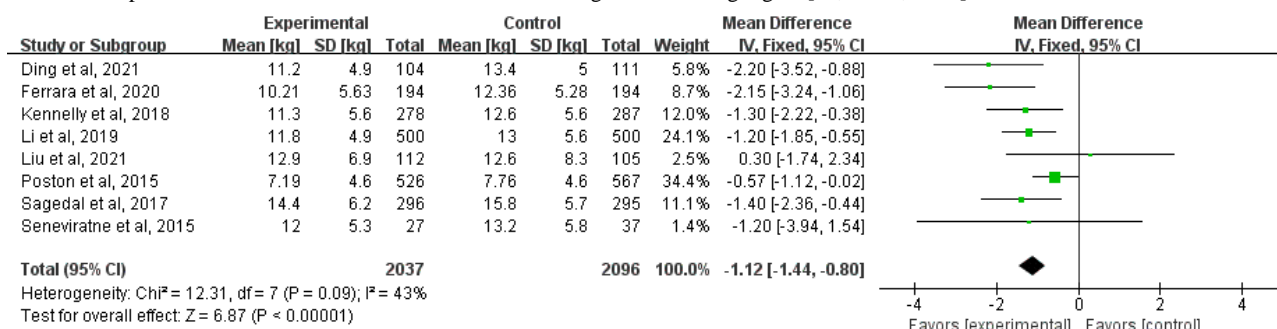 Experimental Control Mean Difference Mean Difference
Study or Subgroup Mean [kg] SD [kg] Total Mean [kg] SD [kg] Total Weight IV, Fixed, 95% CI IV, Fixed, 95% CI
Ding et al, 2021 11.2 4.9 104 13.4 5 111 5.8% -2.20 [-3.52, -0.88]
Ferrara et al, 2020 10.21 5.63 194 12.36 5.28 194 8.7% -2.15 [-3.24, -1.06]
Kennelly et al, 2018 11.3 5.6 278 12.6 5.6 287 12.0% -1.30 [-2.22, -0.38]
Li et al, 2019 11.8 4.9 500 13 5.6 500 24.1% -1.20 [-1.85, -0.55]
Liu et al, 2021 12.9 6.9 112 12.6 8.3 105 2.5% 0.30 [-1.74, 2.34]
Poston et al, 2015 7.19 4.6 526 7.76 4.6 567 34.4% -0.57 [-1.12, -0.02]
Sagedal et al, 2017 14.4 6.2 296 15.8 5.7 295 11.1% -1.40 [-2.36, -0.44]
Seneviratne et al, 2015 12 5.3 27 13.2 5.8 37 1.4% -1.20 [-3.94, 1.54]
Total (95% CI) 2037 2096 100.0% -1.12 [-1.44, -0.80]
Heterogeneity: Chi² = 12.31, df = 7 (P = 0.09); I² = 43%
Test for overall effect: Z = 6.87 (P < 0.00001)
-4 -2 0 2 4
Favors [experimental] Favors [control]